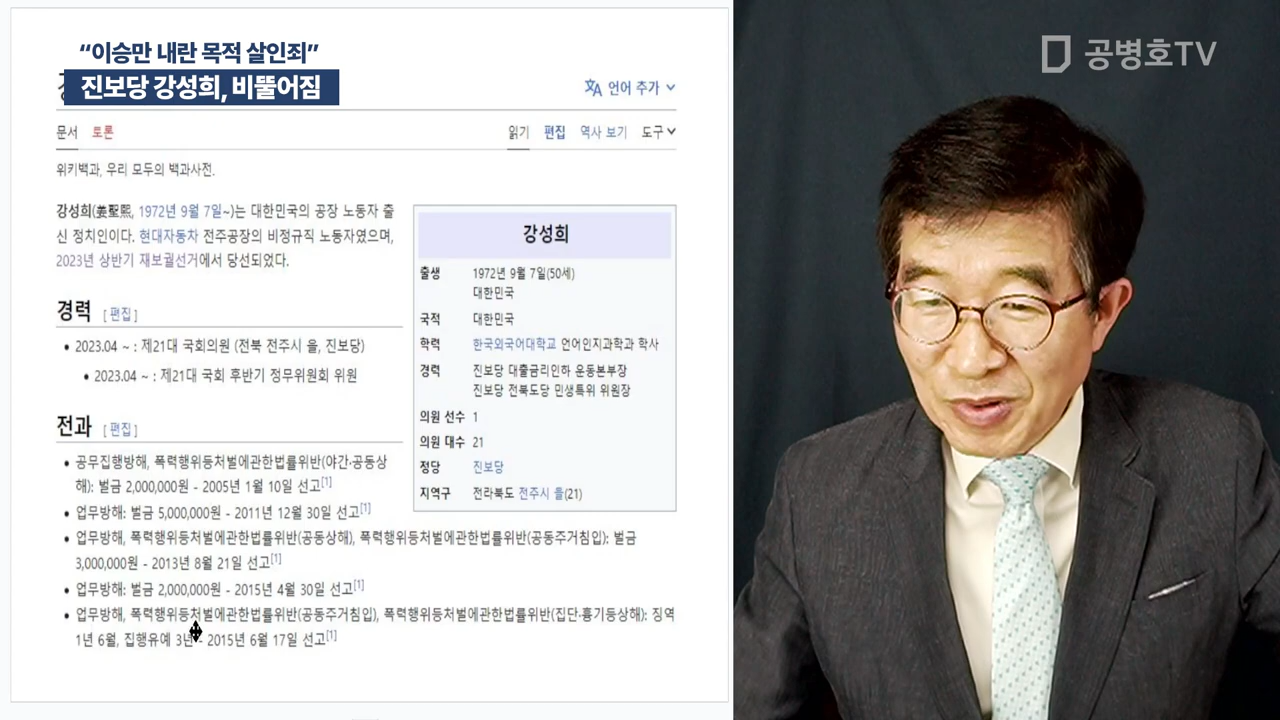 “이승만 내란 목적 살인죄”
진보당 강성희, 비뚤어짐
공병호TV
언어 추가
문서 토론
읽기 편집 역사 보기 도구
위키백과, 우리 모두의 백과사전.
강성희(姜聖熙, 1972년 9월 7일~)는 대한민국의 공장 노동자 출
신 정치인이다. 현대자동차 전주공장의 비정규직 노동자였으며,
2023년 상반기 재보궐선거에서 당선되었다.
경력 [ 편집 ]
• 2023.04 ~ : 제21대 국회의원 (전북 전주시 을, 진보당)
• 2023.04 ~ : 제21대 국회 후반기 정무위원회 위원
전과 [ 편집 ]
• 공무집행방해, 폭력행위등처벌에관한법률위반(야간·공동상
해): 벌금 2,000,000원 - 2005년 1월 10일 선고[1]
• 업무방해: 벌금 5,000,000원 - 2011년 12월 30일 선고[1]
• 업무방해, 폭력행위등처벌에관한법률위반(공동상해), 폭력행위등처벌에관한법률위반(공동주거침입): 벌금
3,000,000원 - 2013년 8월 21일 선고[1]
• 업무방해: 벌금 2,000,000원 - 2015년 4월 30일 선고[1]
• 업무방해, 폭력행위등처벌에관한법률위반(공동주거침입), 폭력행위등처벌에관한법률위반(집단·흉기등상해): 징역
1년 6월, 집행유예 3년 - 2015년 6월 17일 선고[1]
강성희
출생 1972년 9월 7일(50세)
대한민국
국적 대한민국
학력 한국외국어대학교 언어인지과학과 학사
경력 진보당 대출금리인하 운동본부장
진보당 전북도당 민생특위 위원장
의원 선수 1
의원 대수 21
정당 진보당
지역구 전라북도 전주시 을(21)